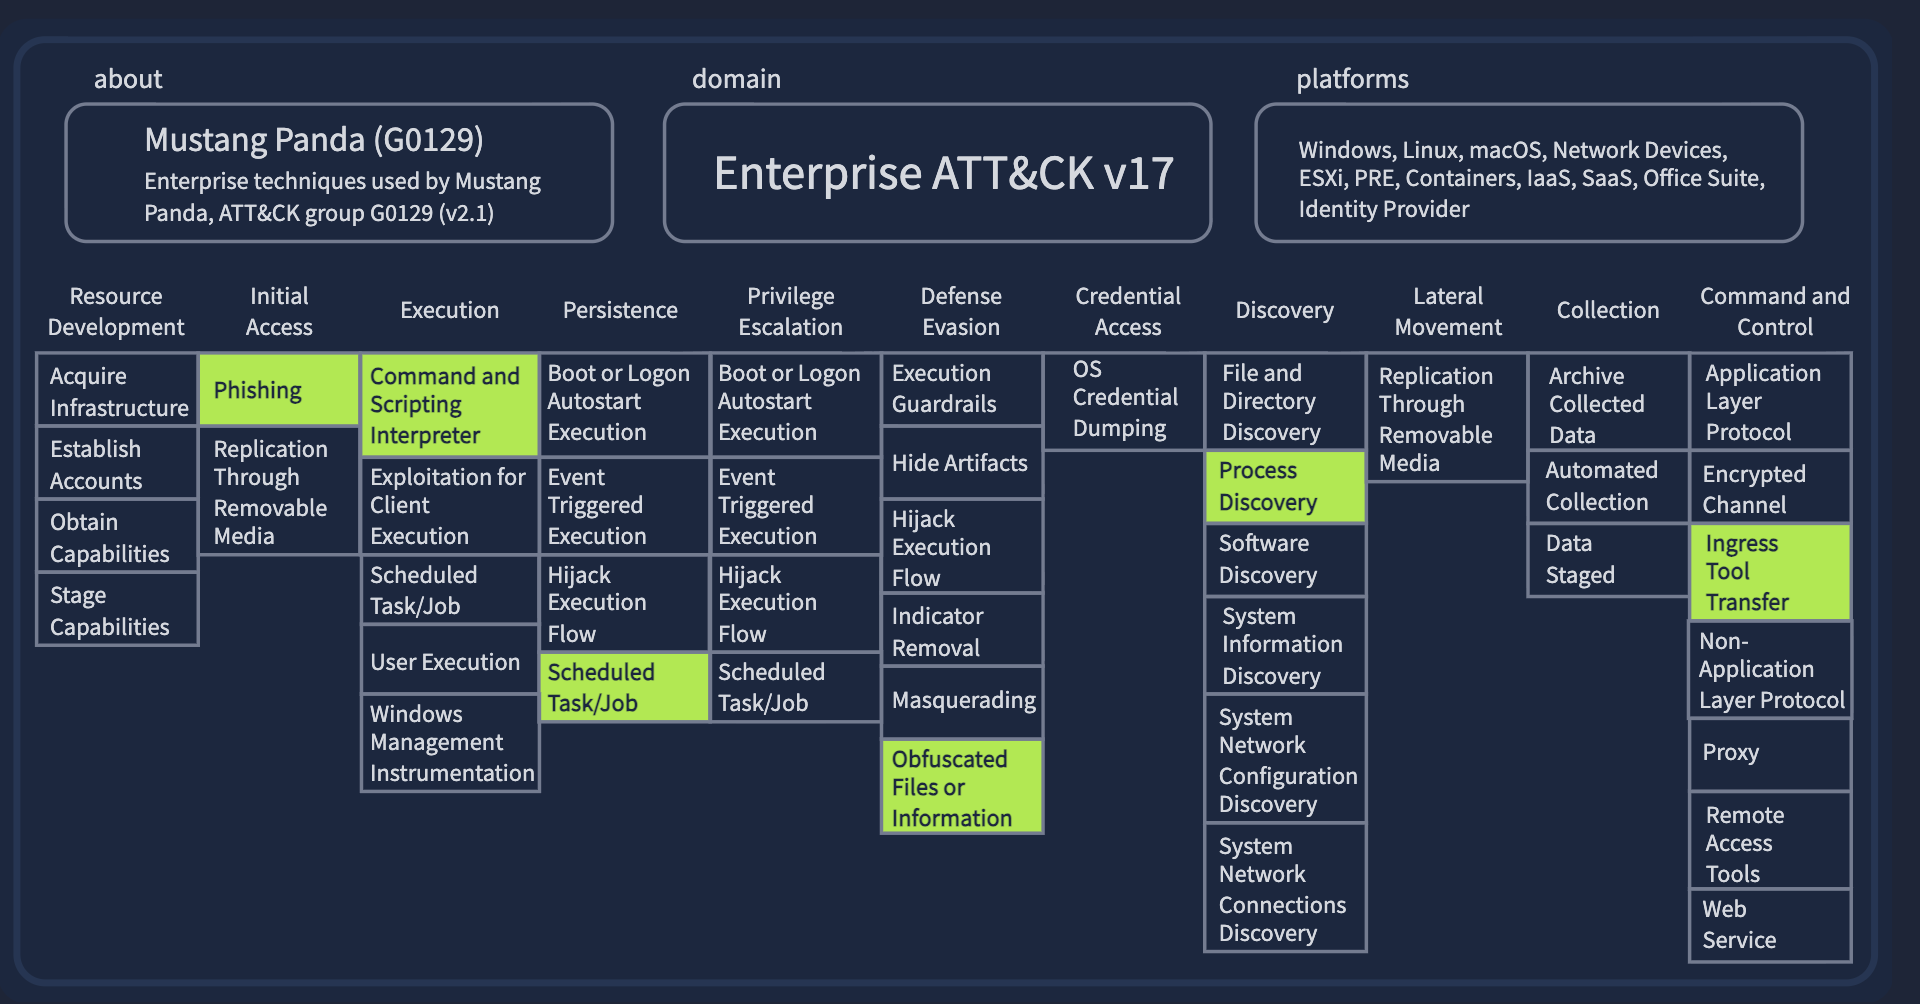 about
Mustang Panda (G0129)
Enterprise techniques used by Mustang
Panda, ATT&CK group G0129 (v2.1)
domain
Enterprise ATT&CK v17
platforms
Windows, Linux, macOS, Network Devices,
ESXi, PRE, Containers, IaaS, SaaS, Office Suite,
Identity Provider
Resource
Development
Acquire
Infrastructure
Establish
Accounts
Obtain
Capabilities
Stage
Capabilities
Initial
Access
Phishing
Replication
Through
Removable
Media
Execution
Command and
Scripting
Interpreter
Exploitation for
Client
Execution
Scheduled
Task/Job
User Execution
Windows
Management
Instrumentation
Persistence
Boot or Logon
Autostart
Execution
Event
Triggered
Execution
Hijack
Execution
Flow
Scheduled
Task/Job
Privilege
Escalation
Boot or Logon
Autostart
Execution
Event
Triggered
Execution
Hijack
Execution
Flow
Scheduled
Task/Job
Defense
Evasion
Execution
Guardrails
Hide Artifacts
Hijack
Execution
Flow
Indicator
Removal
Masquerading
Obfuscated
Files or
Information
Credential
Access
OS
Credential
Dumping
Discovery
File and
Directory
Discovery
Process
Discovery
Software
Discovery
System
Information
Discovery
System
Network
Configuration
Discovery
System
Network
Connections
Discovery
Lateral
Movement
Replication
Through
Removable
Media
Collection
Archive
Collected
Data
Automated
Collection
Data
Staged
Command and
Control
Application
Layer
Protocol
Encrypted
Channel
Ingress
Tool
Transfer
Non-
Application
Layer Protocol
Proxy
Remote
Access
Tools
Web
Service